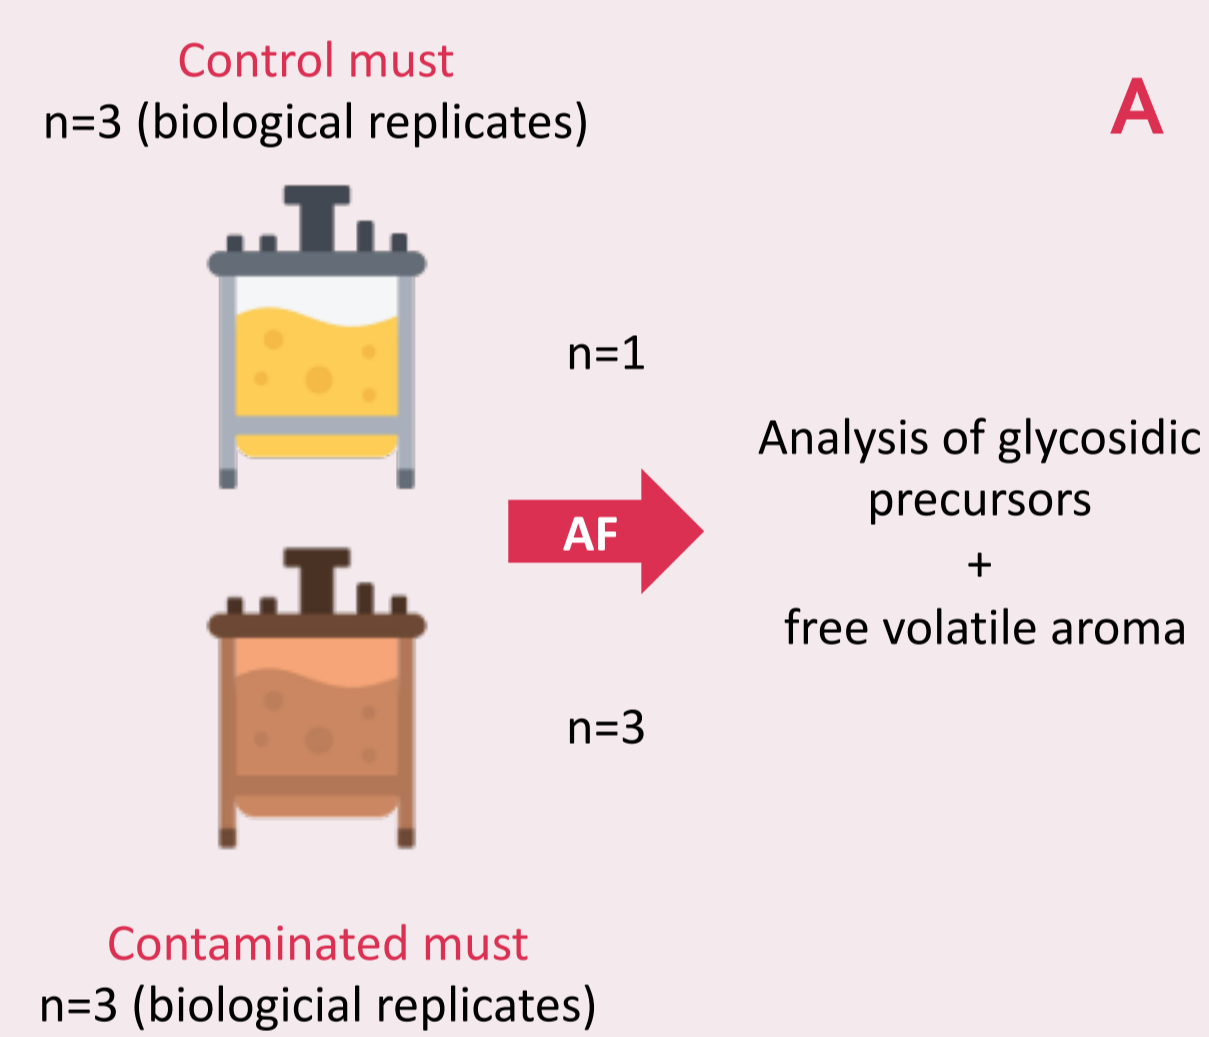 Control must
n=3 (biological replicates)
A
n=1
Analysis of glycosidic
precursors
+
free volatile aroma
AF
n=3
Contaminated must
n=3 (biologicial replicates)